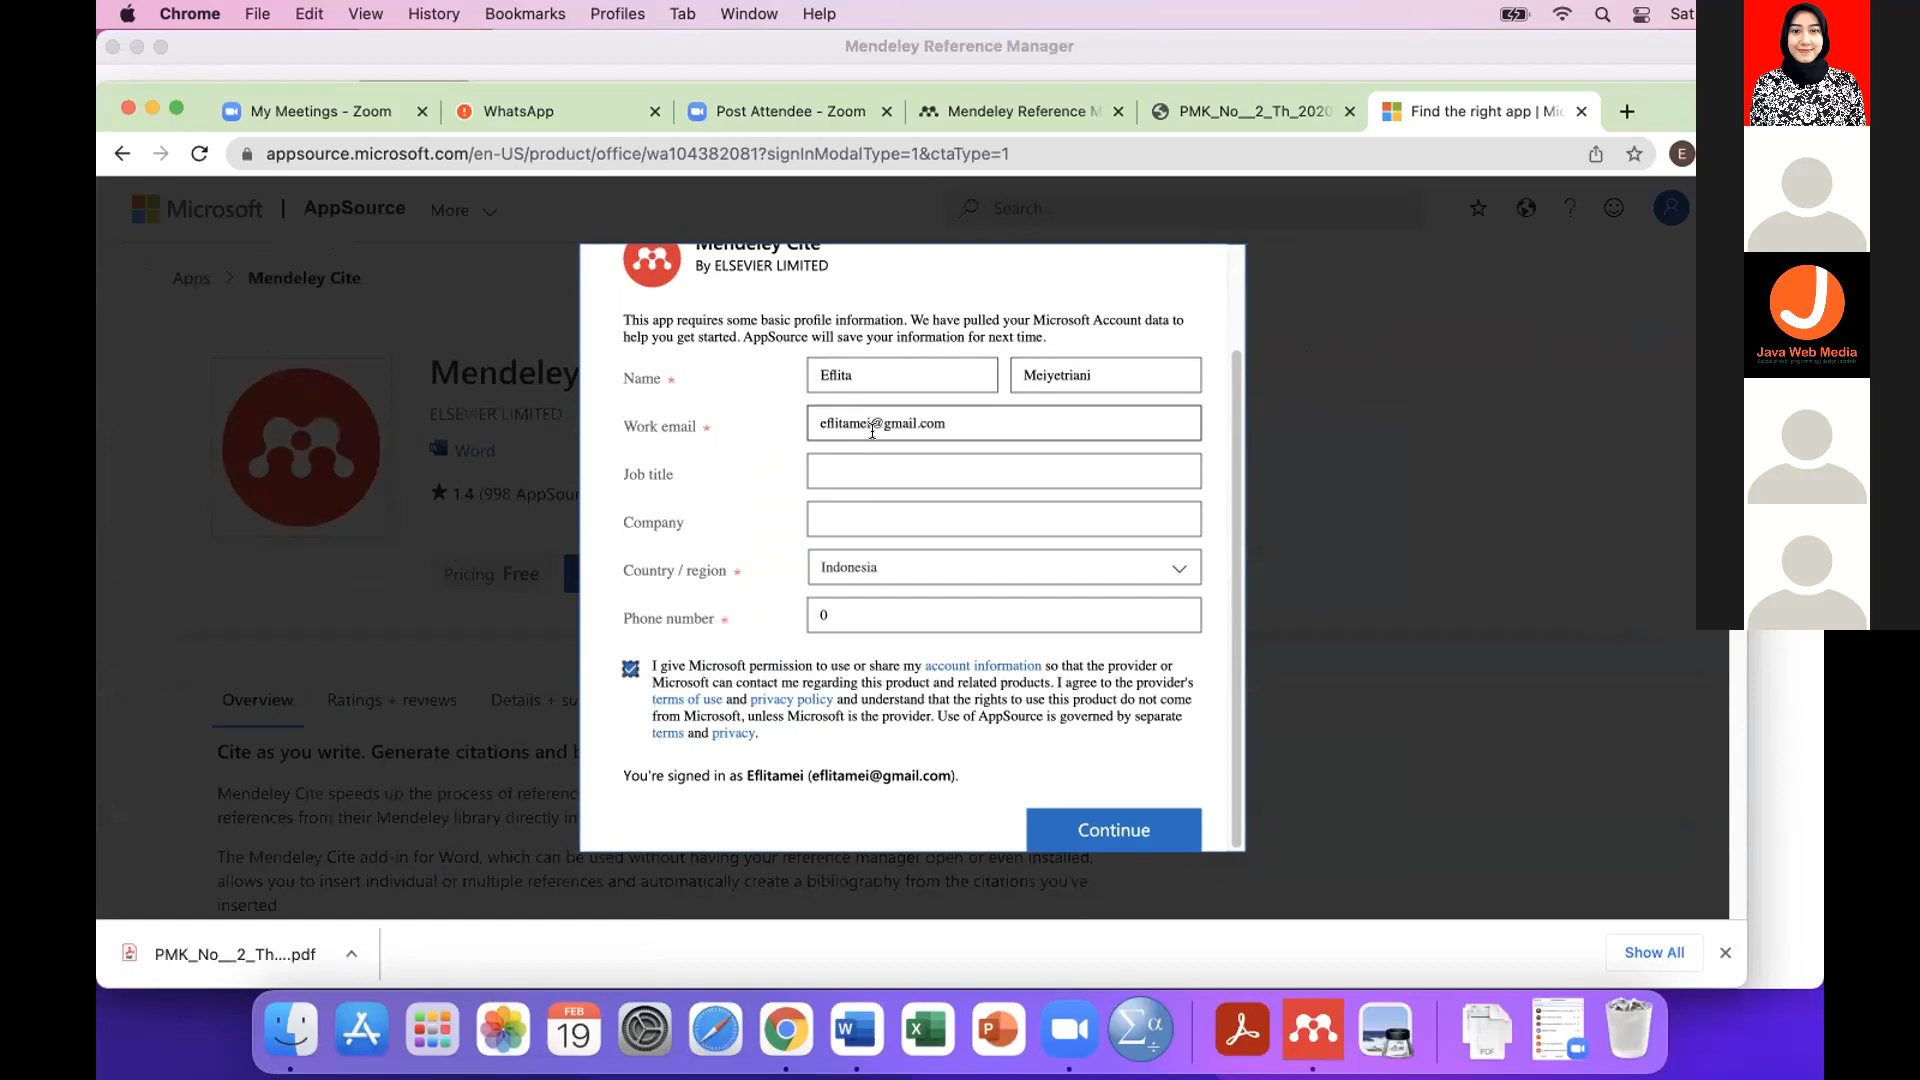 Chrome File Edit View History Bookmarks Profiles Tab Window Help Sat
Mendeley Reference Manager
My Meetings - Zoom WhatsApp Post Attendee - Zoom Mendeley Reference M PMK_No__2_Th_2020 Find the right app | Mic
appsource.microsoft.com/en-US/product/office/wa104382081?signInModalType=1&ctaType=1 E
Microsoft | AppSource More Search...
Apps > Mendeley Cite
Mendeley
ELSEVIER LIMITED
Word
1.4 (998 AppSour
Pricing Free
Overview Ratings + reviews Details + su
Cite as you write. Generate citations and b
Mendeley Cite speeds up the process of referenc
references from their Mendeley library directly in
The Mendeley Cite add-in for Word, which can be used without having your reference manager open or even installed,
allows you to insert individual or multiple references and automatically create a bibliography from the citations you've
inserted.
Mendeley Cite
By ELSEVIER LIMITED
This app requires some basic profile information. We have pulled your Microsoft Account data to
help you get started. AppSource will save your information for next time.
Name * Eflita Meiyetriani
Work email * eflitamei@gmail.com
Job title
Company
Country / region * Indonesia
Phone number * 0
I give Microsoft permission to use or share my account information so that the provider or
Microsoft can contact me regarding this product and related products. I agree to the provider's
terms of use and privacy policy and understand that the rights to use this product do not come
from Microsoft, unless Microsoft is the provider. Use of AppSource is governed by separate
terms and privacy.
You're signed in as Eflitamei (eflitamei@gmail.com).
Continue
Java Web Media
PMK_No__2_Th....pdf Show All
FEB
19
W X P Σα
PDF